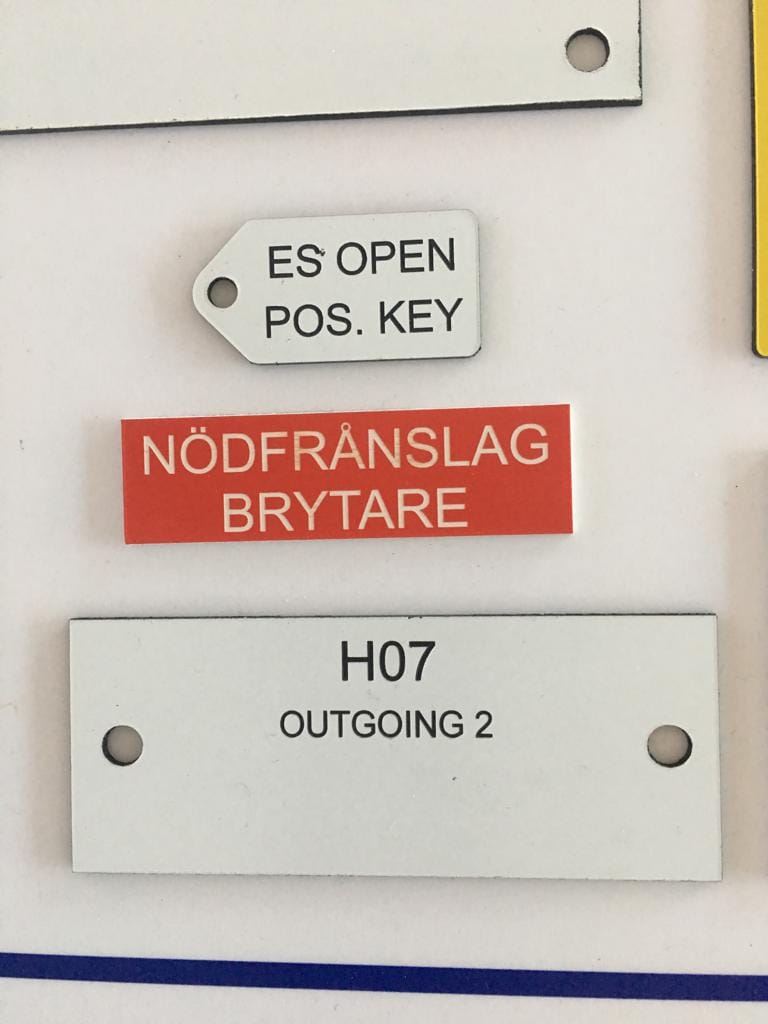 ES OPEN
POS. KEY
NÖDFRÅNSLAG
BRYTARE
H07
OUTGOING 2